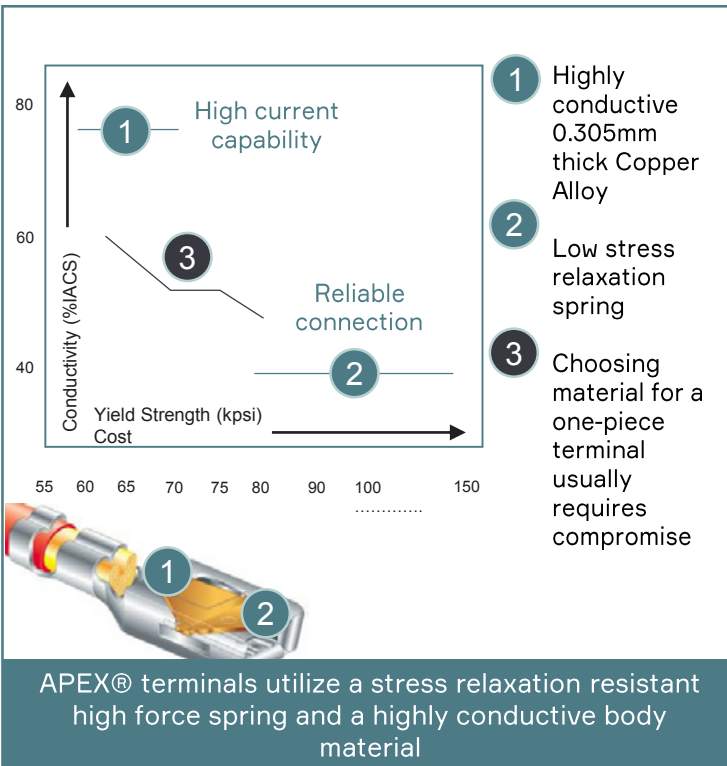 80
60
40
Conductivity (%IACS)
1
High current
capability
3
Reliable
connection
2
Yield Strength (kpsi)
Cost
55 60 65 70 75 80 90 100 150
.............
1
Highly
conductive
0.305mm
thick Copper
Alloy
2
Low stress
relaxation
spring
3
Choosing
material for a
one-piece
terminal
usually
requires
compromise
1
2
APEX® terminals utilize a stress relaxation resistant
high force spring and a highly conductive body
material